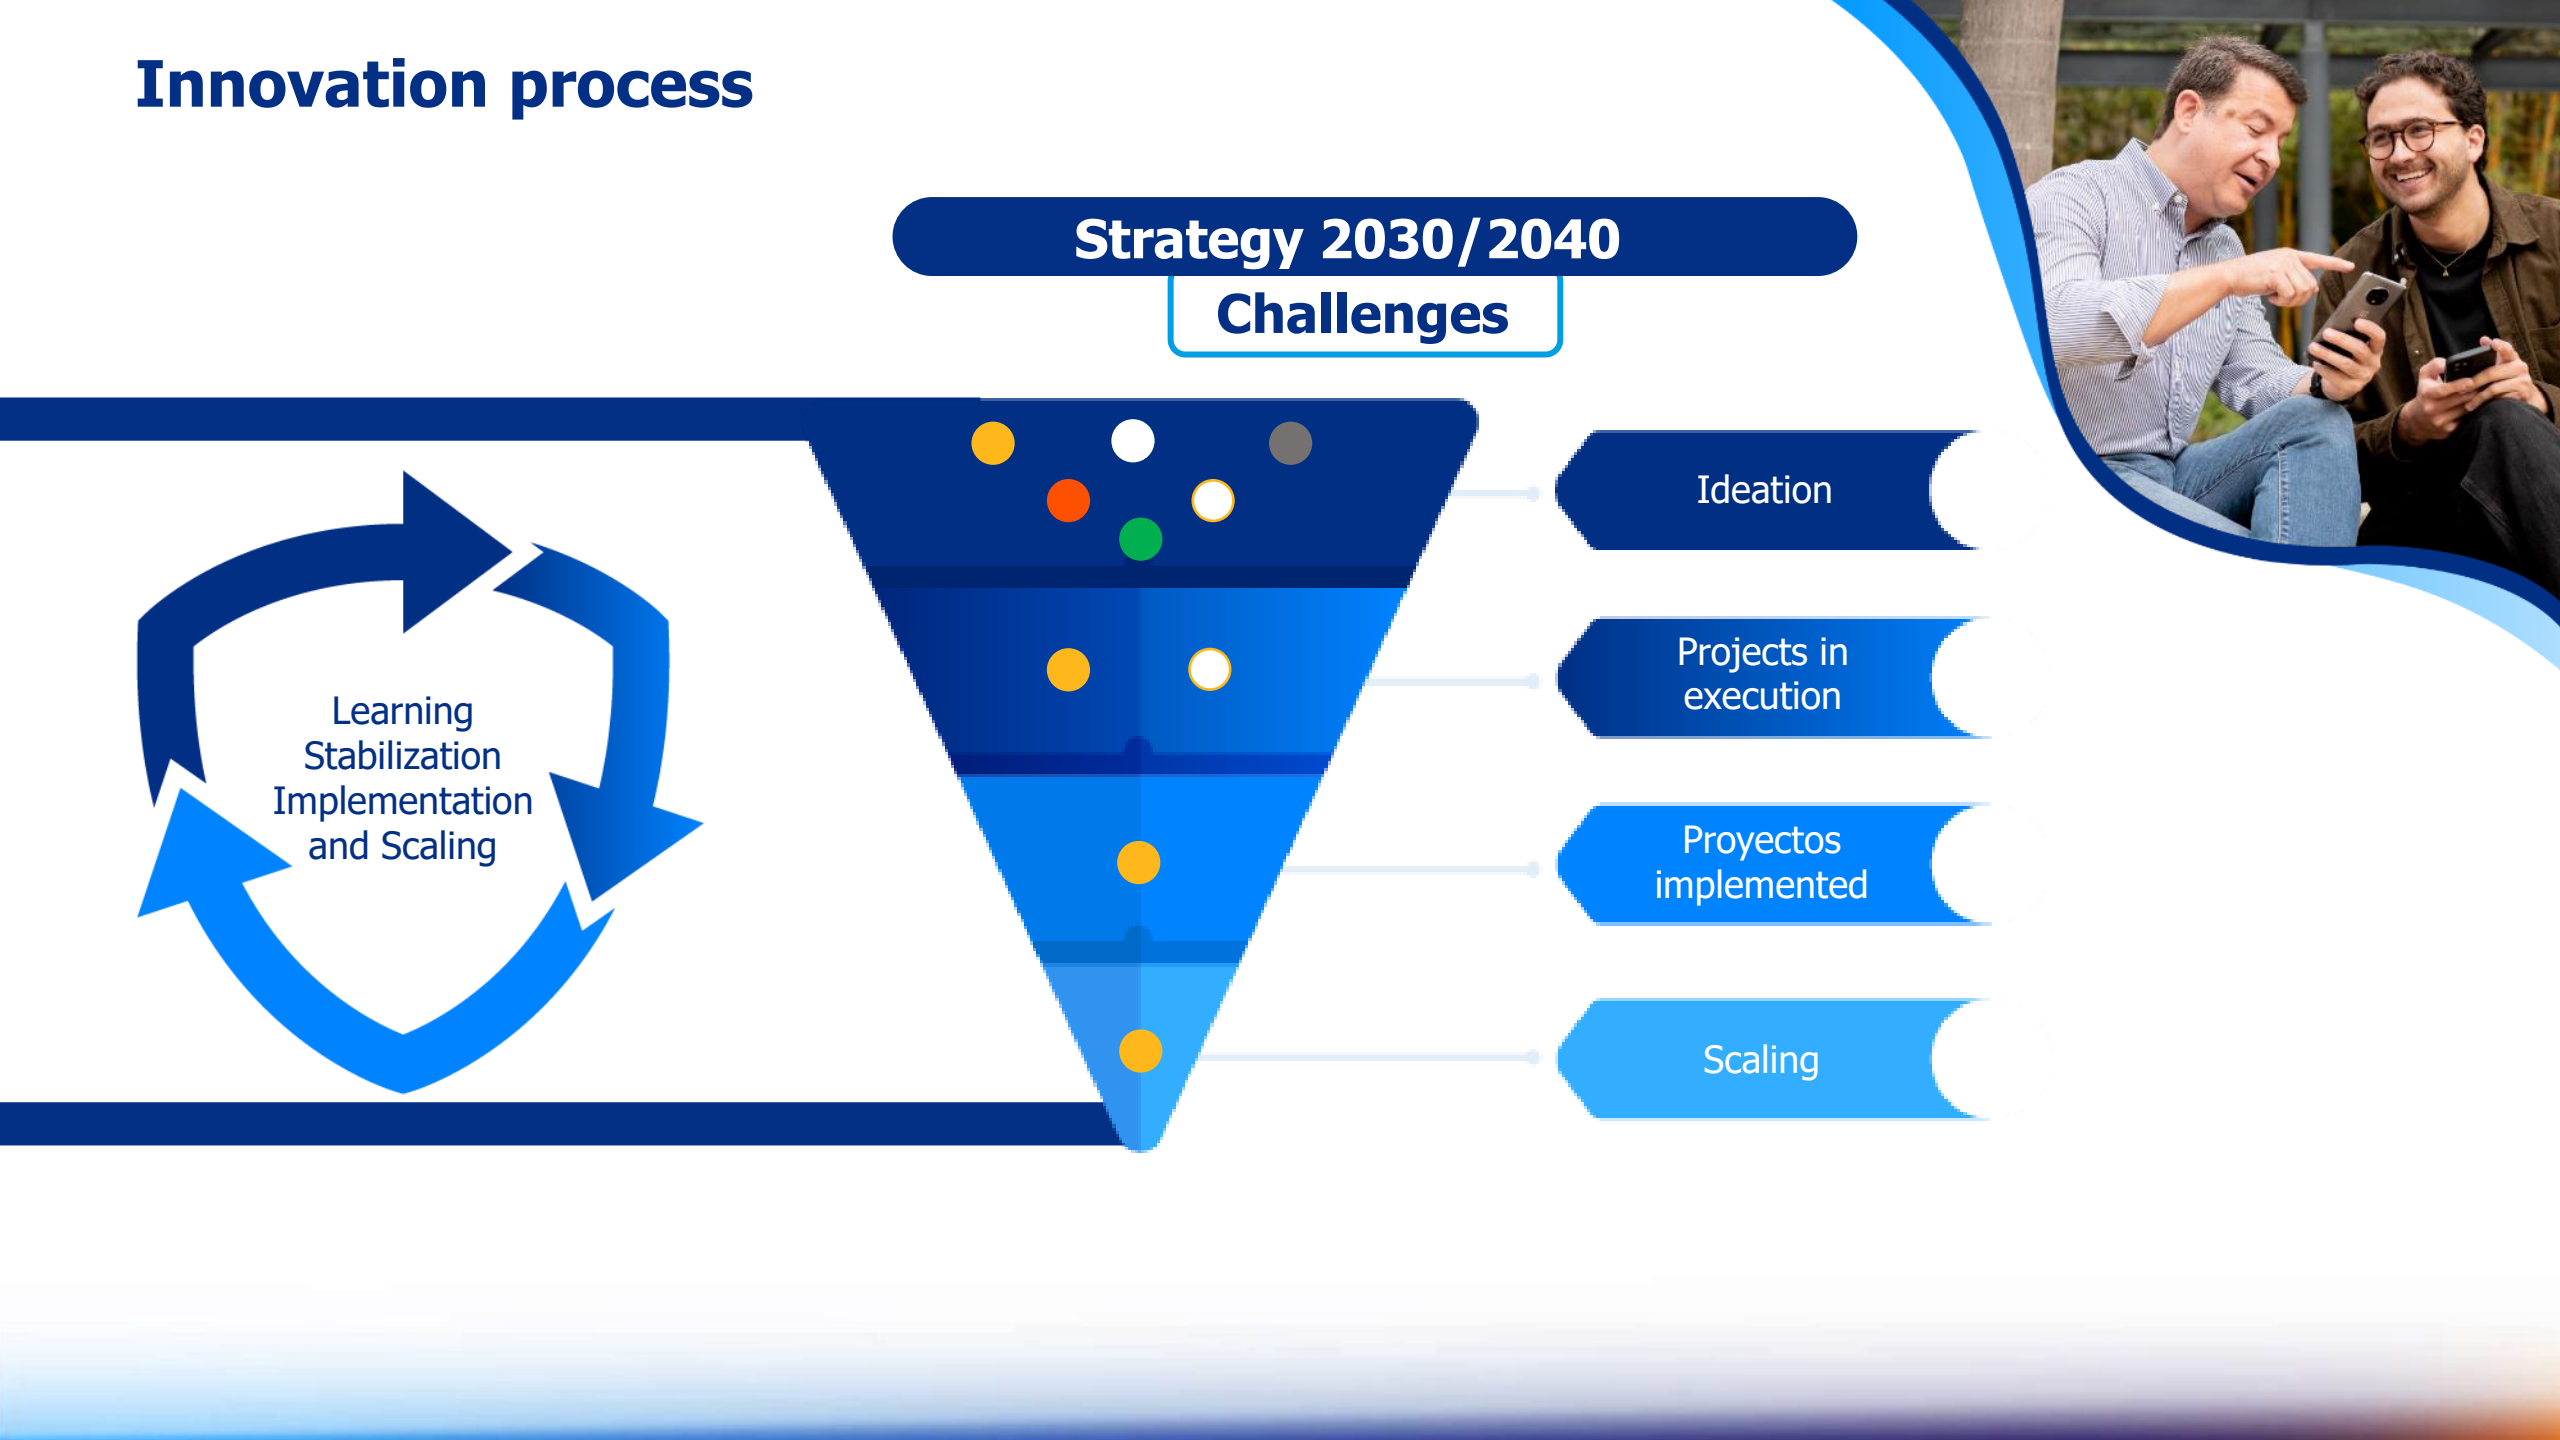 Innovation process
Strategy 2030/2040
Challenges
Ideation
Projects in
execution
Learning
Stabilization
Implementation
and Scaling
Proyectos
implemented
Scaling